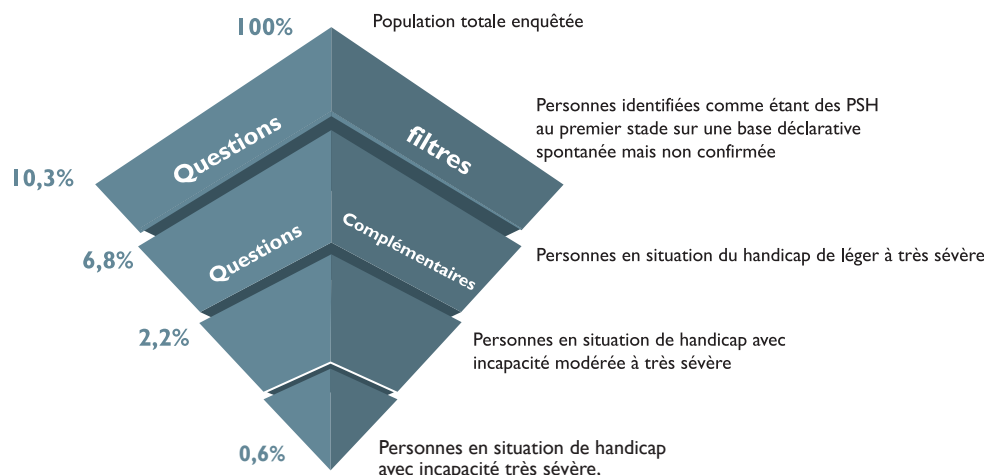 100%
Population totale enquêtée
Personnes identifiées comme étant des PSH
au premier stade sur une base déclarative
spontanée mais non confirmée
Questions
filtres
10,3%
Questions
Complémentaires
6,8%
Personnes en situation du handicap de léger à très sévère
2,2%
Personnes en situation de handicap avec
incapacité modérée à très sévère
0,6%
Personnes en situation de handicap
avec incapacité très sévère,